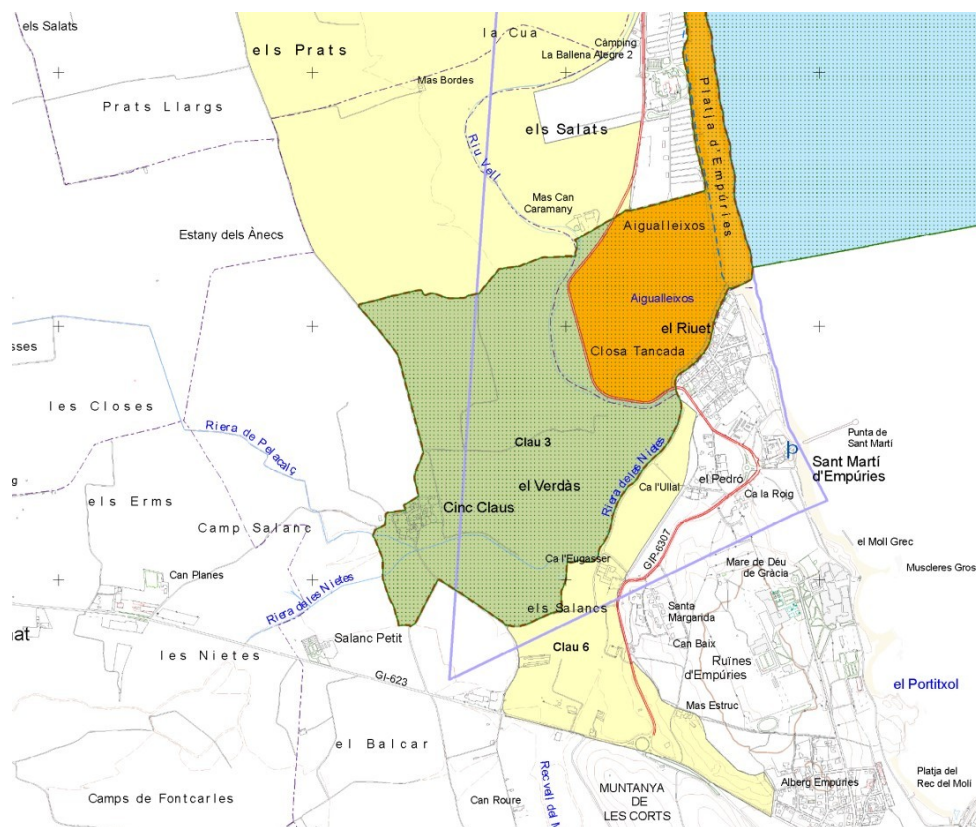 els Salats
la Cua
Càmping
La Ballena Alegre 2
els Prats
Mas Bordes
Prats Llargs
els Salats
Platja d'Empúries
Riu Vell
Mas Can
Caramany
Aigualleixos
Estany dels Ànecs
Aigualleixos
el Riuet
sses
Closa Tancada
les Closes
Riera de Pelacalç
Punta de
Sant Martí
Clau 3
Riera de les Nietes
Sant Martí
d'Empúries
el Pedró
Ca l'Ullat
el Verdàs
Ca la Roig
els Erms
Cinc Claus
Camp Salanc
GIP-6307
el Moll Grec
Ca l'Eugasser
Mare de Déu
de Gràcia
Muscleres Gros
Can Planes
Riera de les Nietes
els Salancs
Santa
Margarida
nat
Salanc Petit
Can Baix
Clau 6
les Nietes
Ruïnes
d'Empúries
GI-623
el Portitxol
Mas Estruc
el Balcar
Platja del
Rec del Molí
Alberg Empúries
Camps de Fontcarles
Can Roure
Rec vell del M
MUNTANYA
DE
LES CORTS